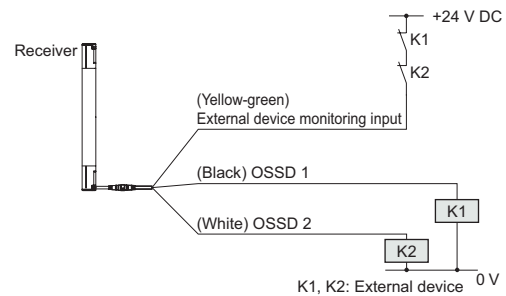 +24 V DC
K1
Receiver
K2
(Yellow-green)
External device monitoring input
(Black) OSSD 1
K1
(White) OSSD 2
K2
0 V
K1, K2: External device